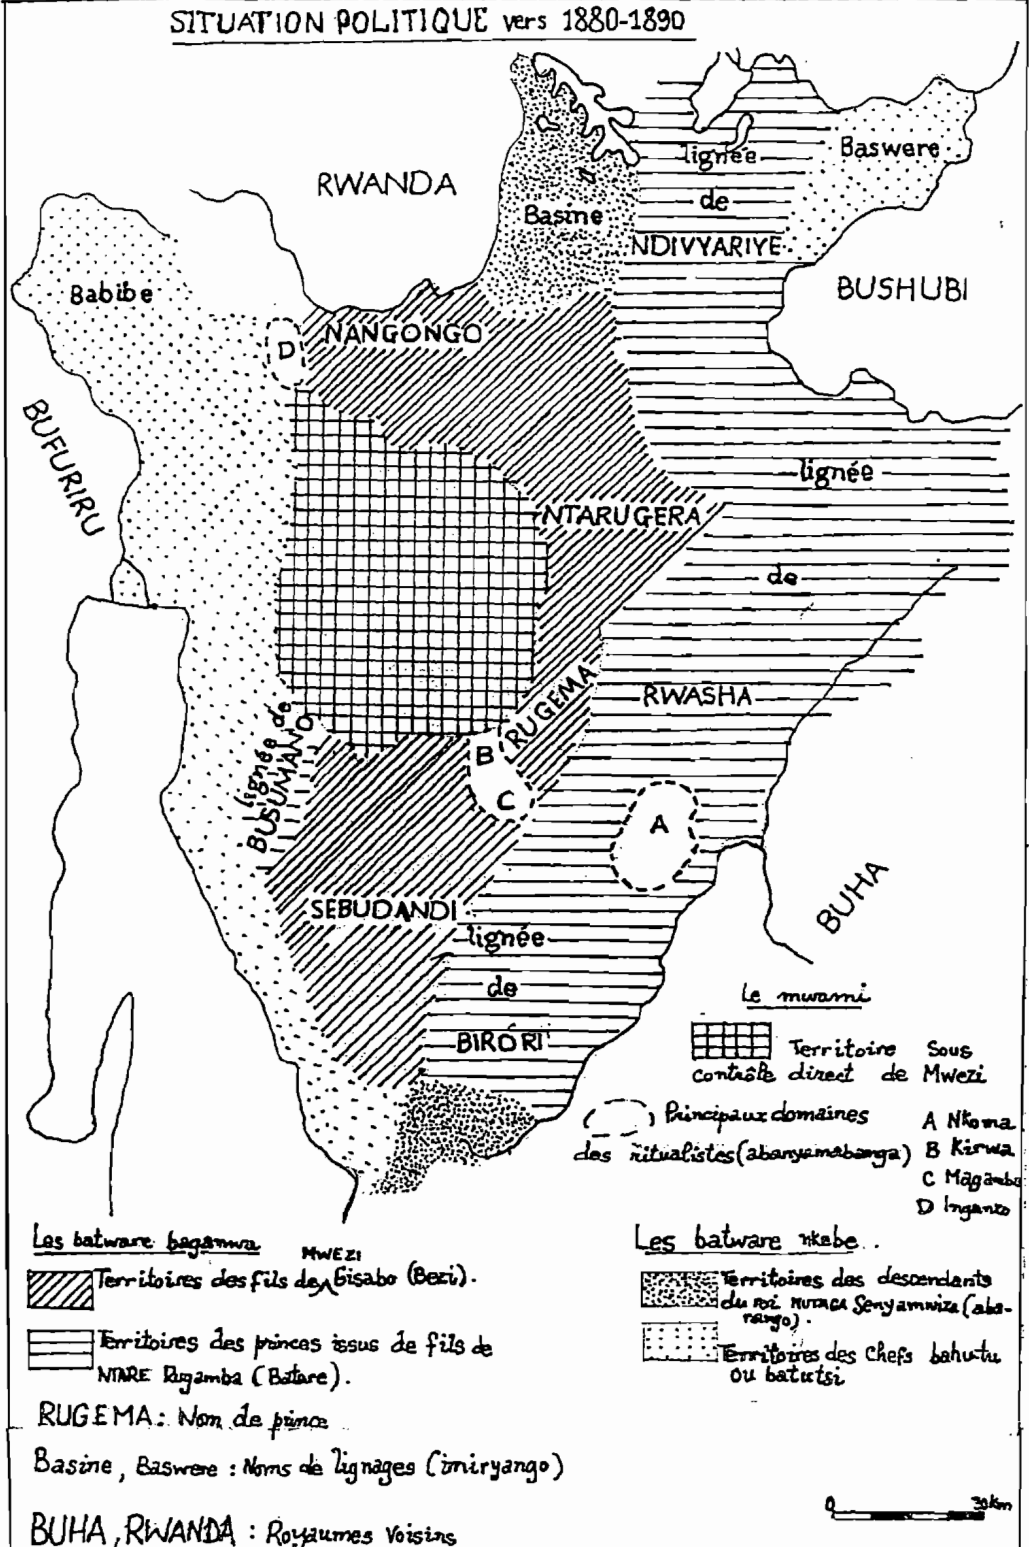 SITUATION POLITIQUE vers 1880-1890
RWANDA
Baswere
lignée
de
NDIVYARIYE
Basine
BUSHUBI
Babibe
D
NANGONGO
BUFURIRU
lignée
NTARUGERA
de
RWASHA
RUGEMA
lignée de
BUSUMANO
B
C
A
SEBUDANDI
BUHA
lignée
de
BIRORI
Le mwami
Territoire Sous
contrôle direct de Mwezi
Principaux domaines
des ritualistes (abanyamabanga)
A Nkoma
B Kirwa
C Magamba
D Inganzo
Les batware baganwa
MWEZI
Territoires des fils de Gisabo (Bezi).
Territoires des princes issus de fils de
NTARE Rugamba (Batare).
RUGEMA : Nom de prince
Basine, Baswere : Noms de lignages (imiryango)
BUHA, RWANDA : Royaumes voisins
Les batware nkebe..
Territoires des descendants
du roi MUTAGA Senyamwiza (aba-
rango).
Territoires des chefs bahutu
ou batutsi
0 30km